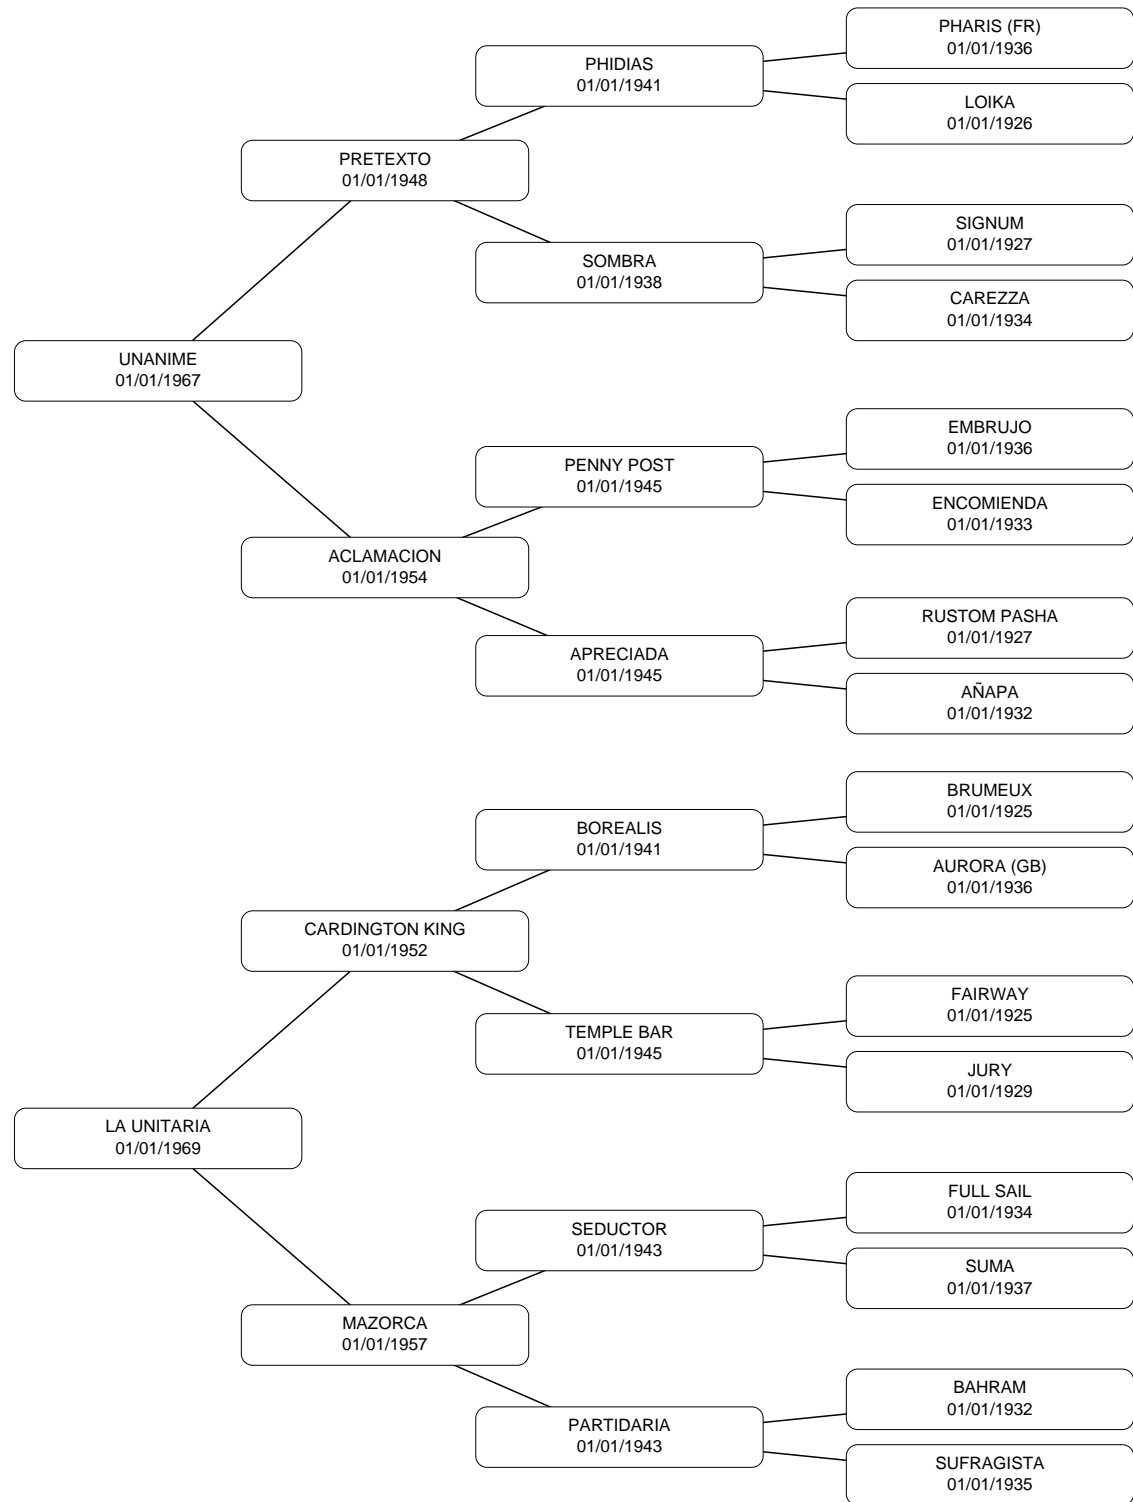 PHARIS (FR)
01/01/1936
PHIDIAS
01/01/1941
LOIKA
01/01/1926
PRETEXTO
01/01/1948
SIGNUM
01/01/1927
SOMBRA
01/01/1938
CAREZZA
01/01/1934
UNANIME
01/01/1967
EMBRUJO
01/01/1936
PENNY POST
01/01/1945
ENCOMIENDA
01/01/1933
ACLAMACION
01/01/1954
RUSTOM PASHA
01/01/1927
APRECIADA
01/01/1945
AÑAPA
01/01/1932
BRUMEUX
01/01/1925
BOREALIS
01/01/1941
AURORA (GB)
01/01/1936
CARDINGTON KING
01/01/1952
FAIRWAY
01/01/1925
TEMPLE BAR
01/01/1945
JURY
01/01/1929
LA UNITARIA
01/01/1969
FULL SAIL
01/01/1934
SEDUCTOR
01/01/1943
SUMA
01/01/1937
MAZORCA
01/01/1957
BAHRAM
01/01/1932
PARTIDARIA
01/01/1943
SUFRAGISTA
01/01/1935